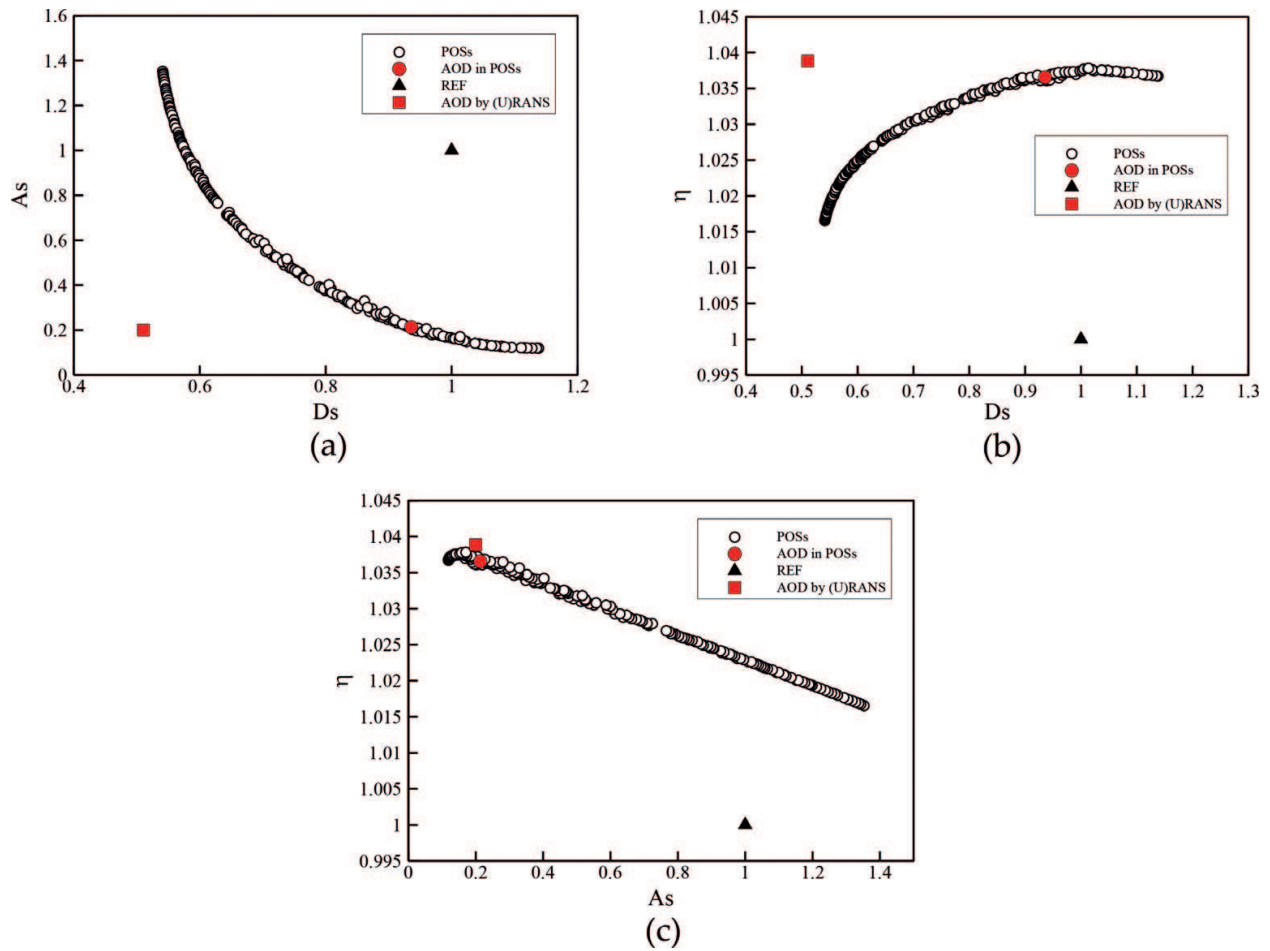 1.6
1.4
1.2
1
0.8
0.6
0.4
0.2
0
As
0.4 0.6 0.8 1 1.2
Ds
POSs
AOD in POSs
REF
AOD by (U)RANS
(a)
1.045
1.04
1.035
1.03
1.025
1.02
1.015
1.01
1.005
1
0.995
η
0.4 0.5 0.6 0.7 0.8 0.9 1 1.1 1.2 1.3
Ds
POSs
AOD in POSs
REF
AOD by (U)RANS
(b)
1.045
1.04
1.035
1.03
1.025
1.02
1.015
1.01
1.005
1
0.995
η
0 0.2 0.4 0.6 0.8 1 1.2 1.4
As
POSs
AOD in POSs
REF
AOD by (U)RANS
(c)